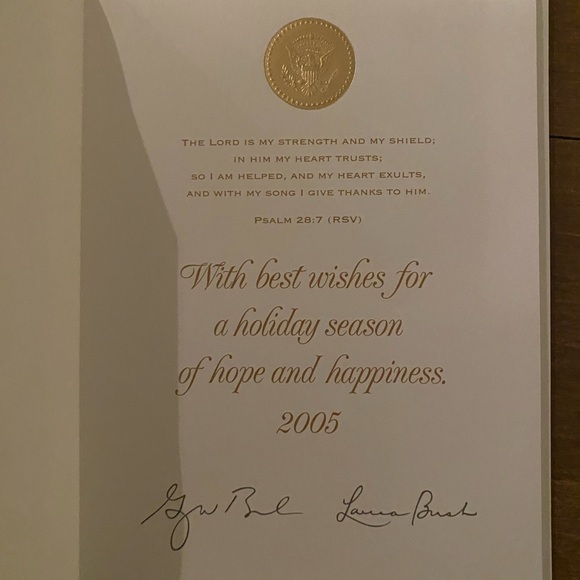 THE LORD IS MY STRENGTH AND MY SHIELD;
IN HIM MY HEART TRUSTS;
SO I AM HELPED, AND MY HEART EXULTS,
AND WITH MY SONG I GIVE THANKS TO HIM.
PSALM 28:7 (RSV)
With best wishes for
a holiday season
of hope and happiness.
2005
Laura Bush